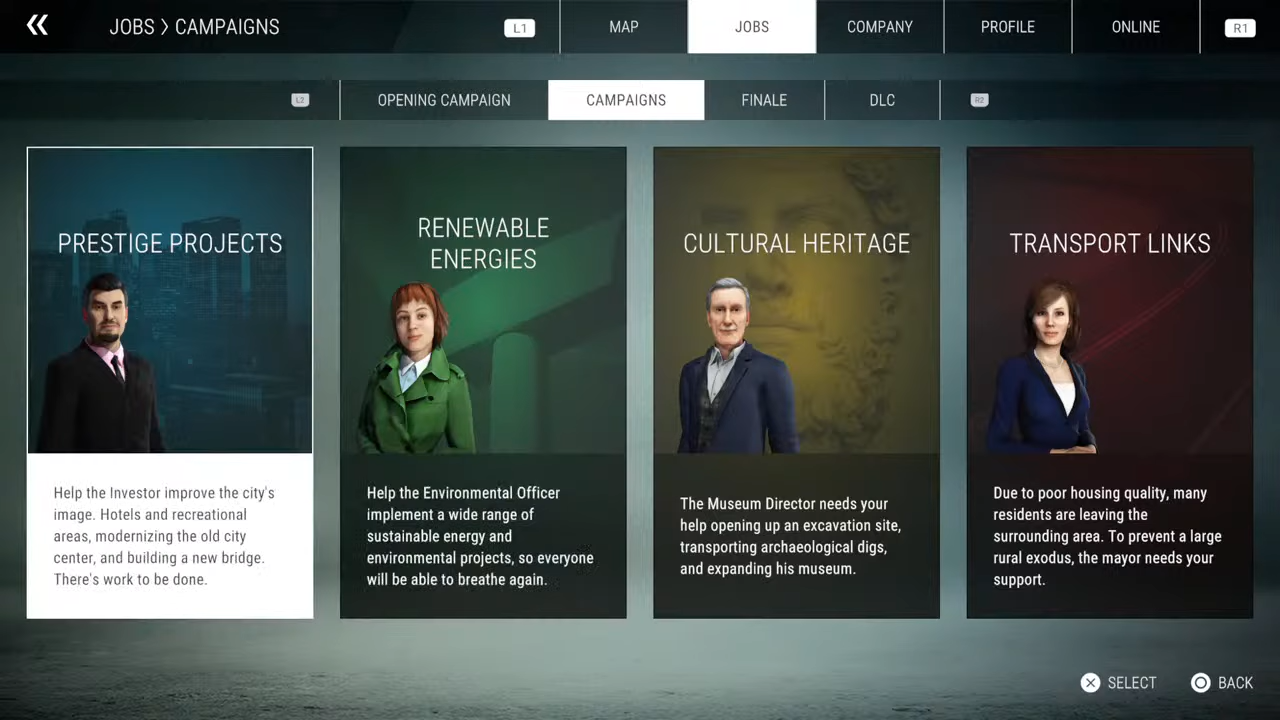 JOBS > CAMPAIGNS
L1
MAP
JOBS
COMPANY
PROFILE
ONLINE
R1
L2
OPENING CAMPAIGN
CAMPAIGNS
FINALE
DLC
R2
PRESTIGE PROJECTS
Help the Investor improve the city's
image. Hotels and recreational
areas, modernizing the old city
center, and building a new bridge.
There's work to be done.
RENEWABLE
ENERGIES
Help the Environmental Officer
implement a wide range of
sustainable energy and
environmental projects, so everyone
will be able to breathe again.
CULTURAL HERITAGE
The Museum Director needs your
help opening up an excavation site,
transporting archaeological digs,
and expanding his museum.
TRANSPORT LINKS
Due to poor housing quality, many
residents are leaving the
surrounding area. To prevent a large
rural exodus, the mayor needs your
support.
SELECT
BACK